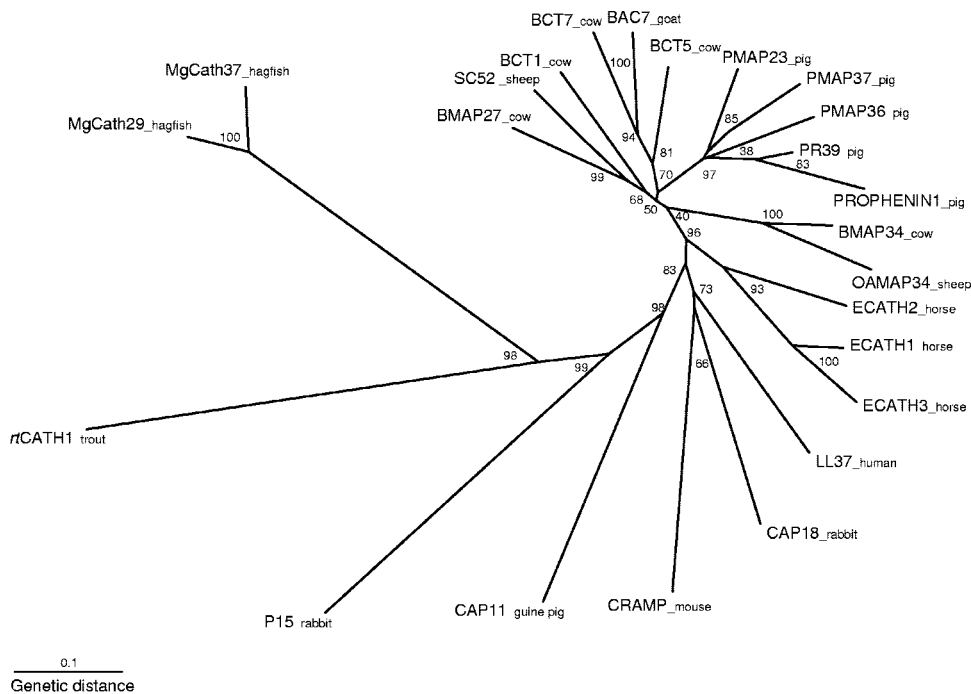 BCT7_cow
BAC7_goat
BCT5_cow
BCT1_cow
PMAP23_pig
MgCath37_hagfish
SC52_sheep
PMAP37_pig
100
BMAP27_cow
PMAP36 pig
MgCath29_hagfish
85
100
94
PR39 pig
81
38
83
99
70
97
PROPHENIN1_pig
68
50
40
100
BMAP34_cow
96
OAMAP34_sheep
83
73
93
ECATH2_horse
98
ECATH1 horse
98
99
66
100
ECATH3_horse
rtCATH1 trout
LL37_human
CAP18_rabbit
CAP11 guine pig
CRAMP_mouse
P15 rabbit
0.1
Genetic distance